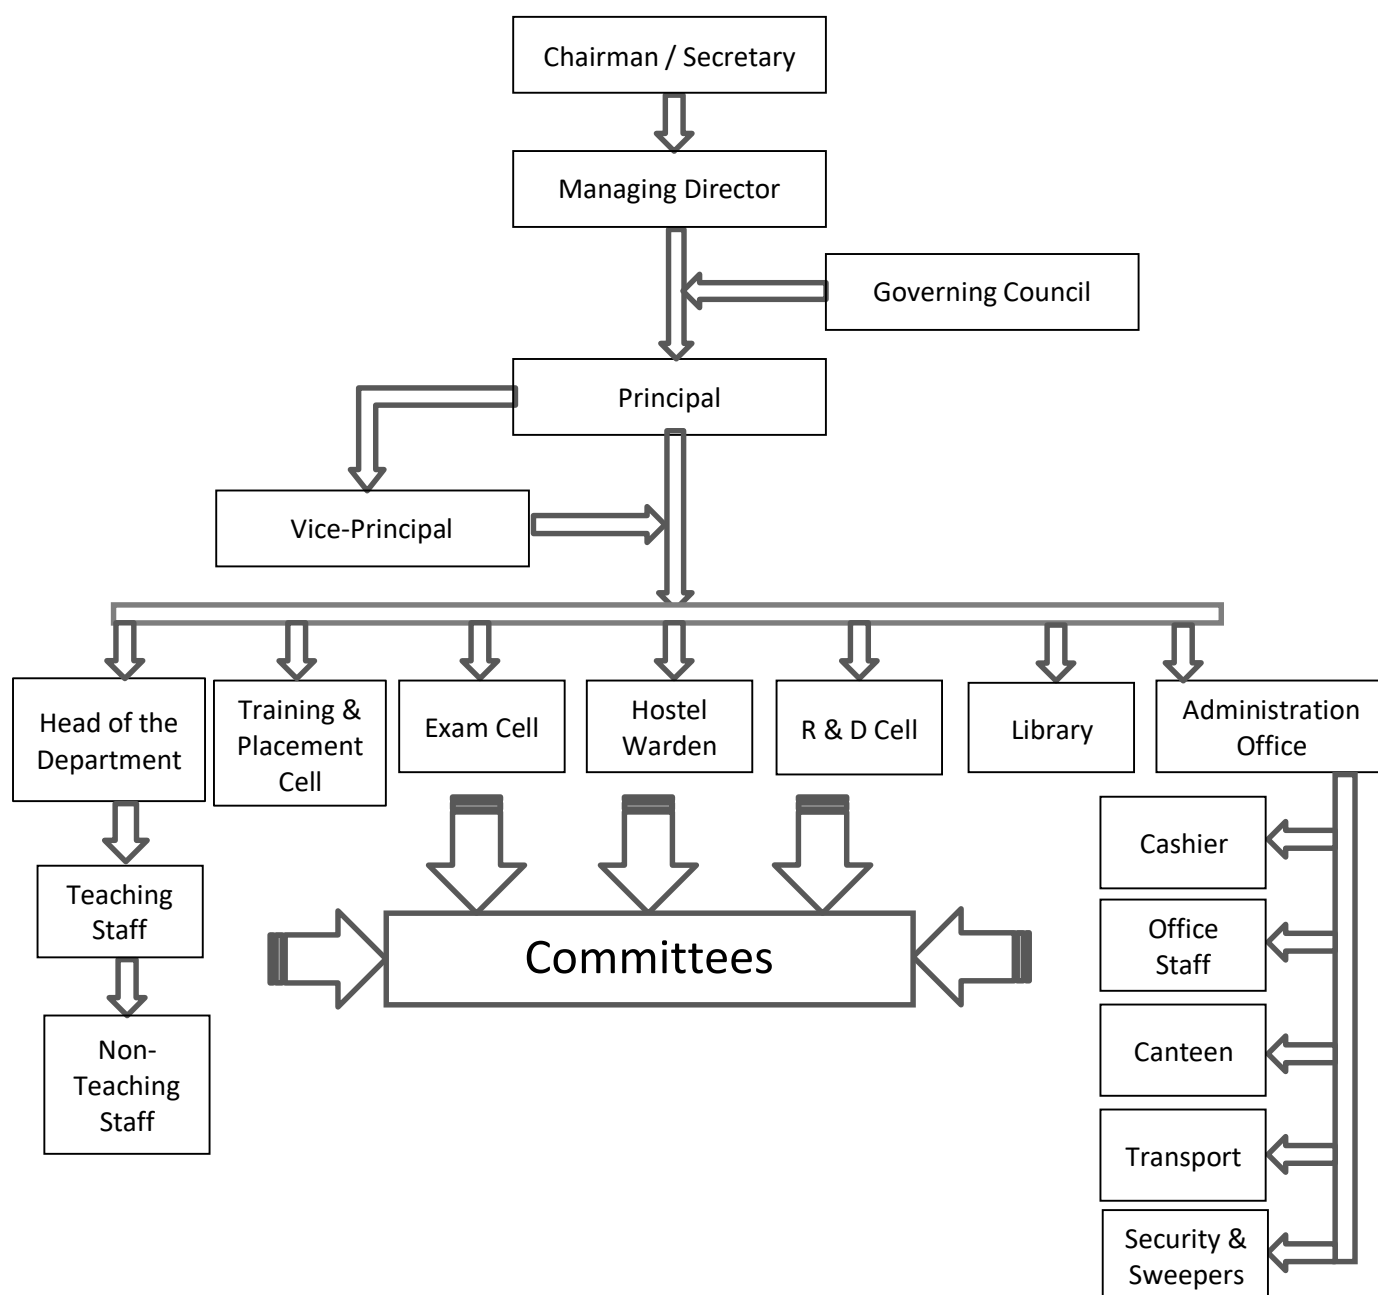 Chairman / Secretary
Managing Director
Governing Council
Principal
Vice-Principal
Head of the
Department
Training &
Placement
Cell
Exam Cell
Hostel
Warden
R & D Cell
Library
Administration
Office
Teaching
Staff
Non-
Teaching
Staff
Committees
Cashier
Office
Staff
Canteen
Transport
Security &
Sweepers